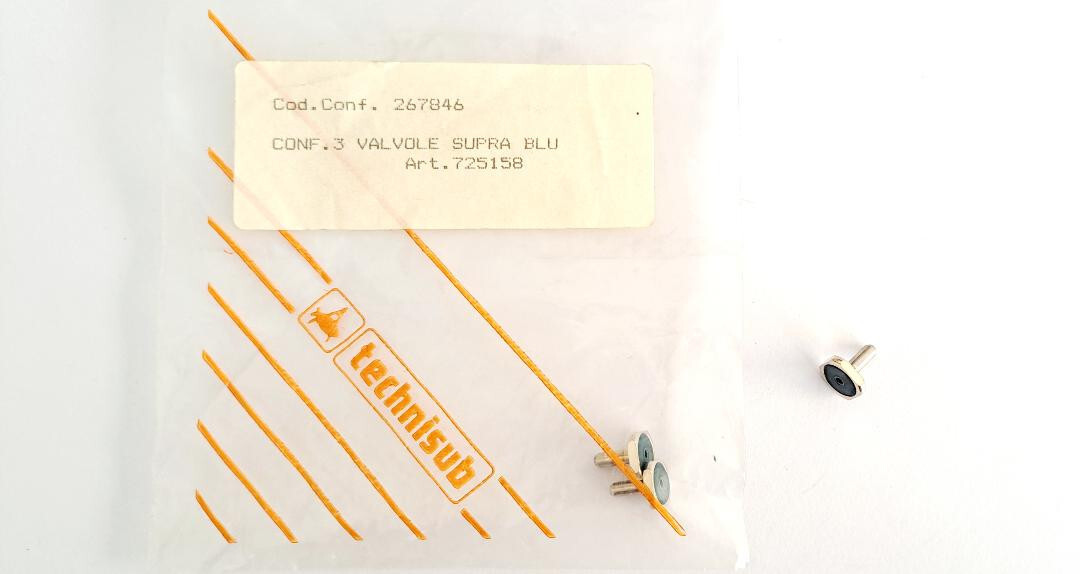 Cod.Conf. 267846
CONF.3 VALVOLE SUPRA BLU
Art.725158
technisub